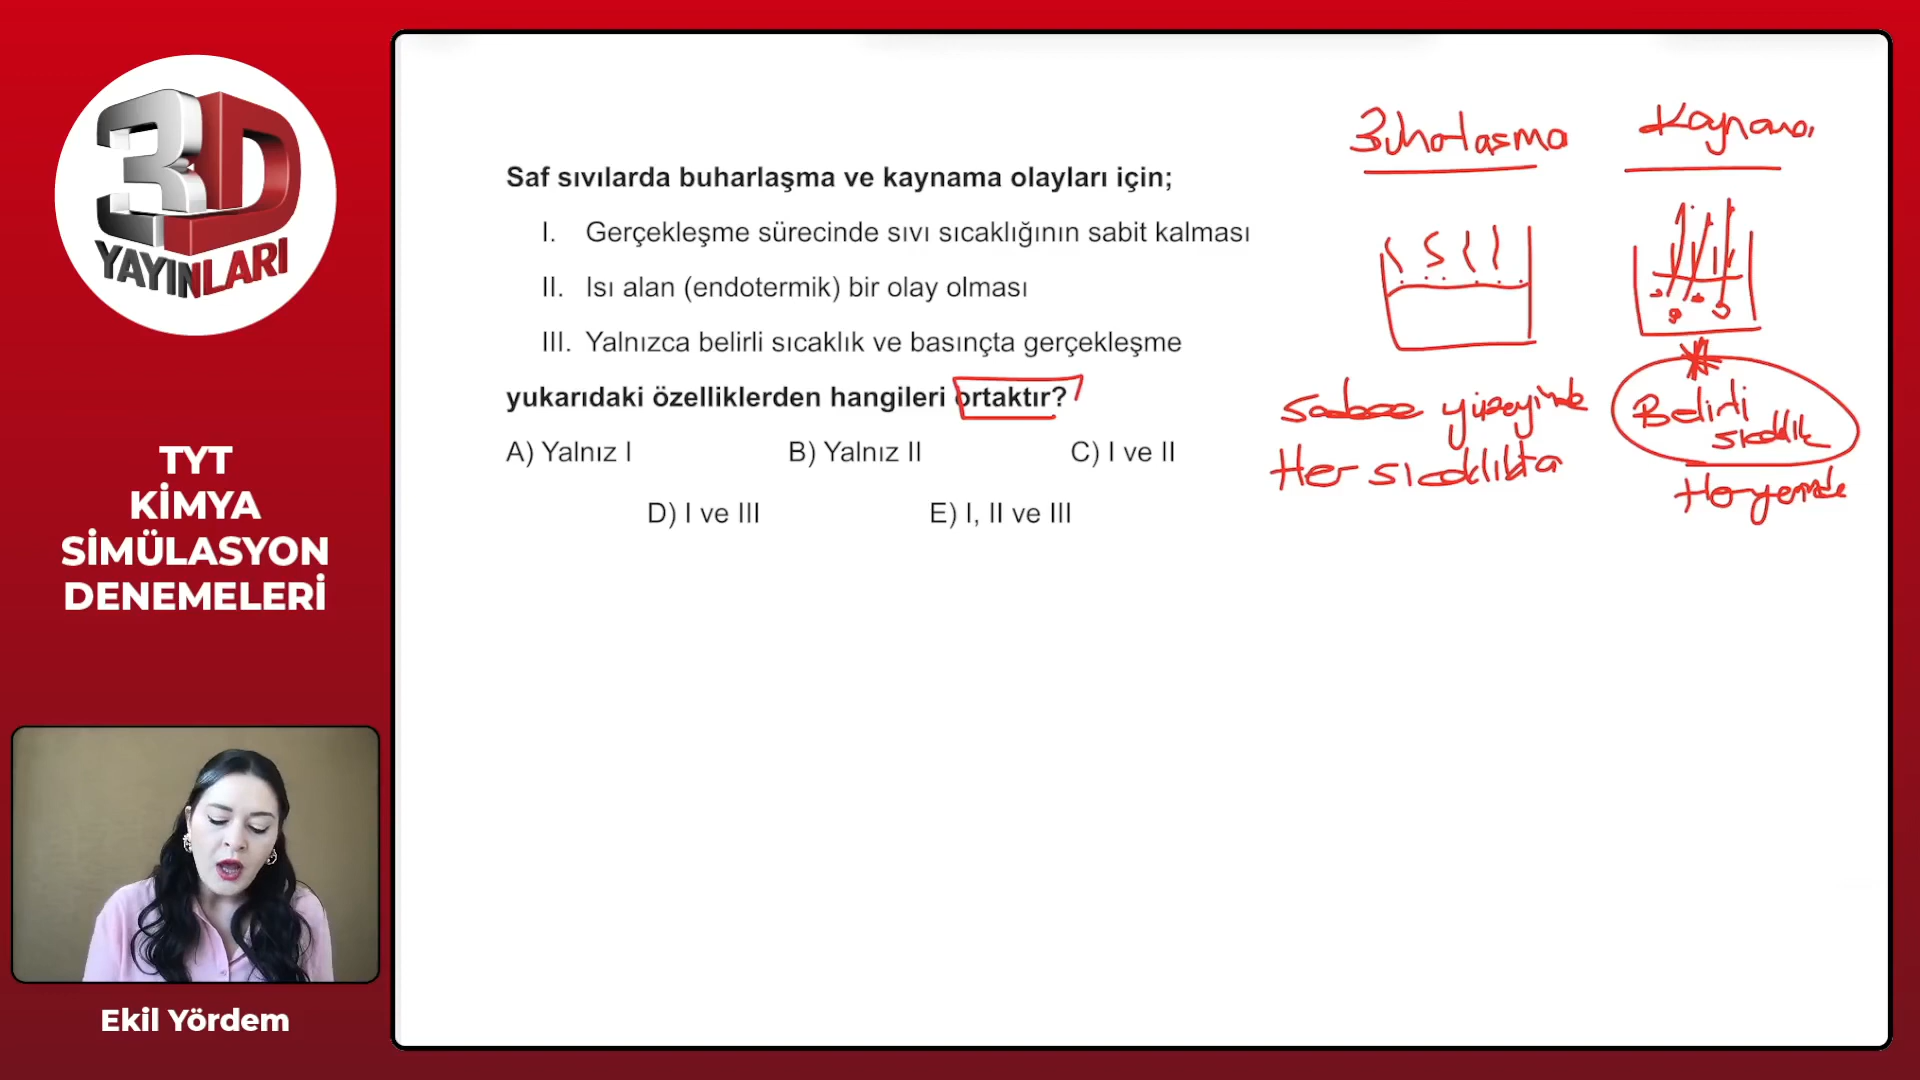 3D
YAYINLARI
TYT
KİMYA
SİMÜLASYON
DENEMELERİ
Ekil Yördem
Saf sıvılarda buharlaşma ve kaynama olayları için;
I. Gerçekleşme sürecinde sıvı sıcaklığının sabit kalması
II. Isı alan (endotermik) bir olay olması
III. Yalnızca belirli sıcaklık ve basınçta gerçekleşme
yukarıdaki özelliklerden hangileri ortaktır?
A) Yalnız I B) Yalnız II C) I ve II
D) I ve III E) I, II ve III
Buharlaşma
Kaynama
Sadece yüzeyinde
Her sıcaklıkta
Belirli
sıcaklık
Her yerinde